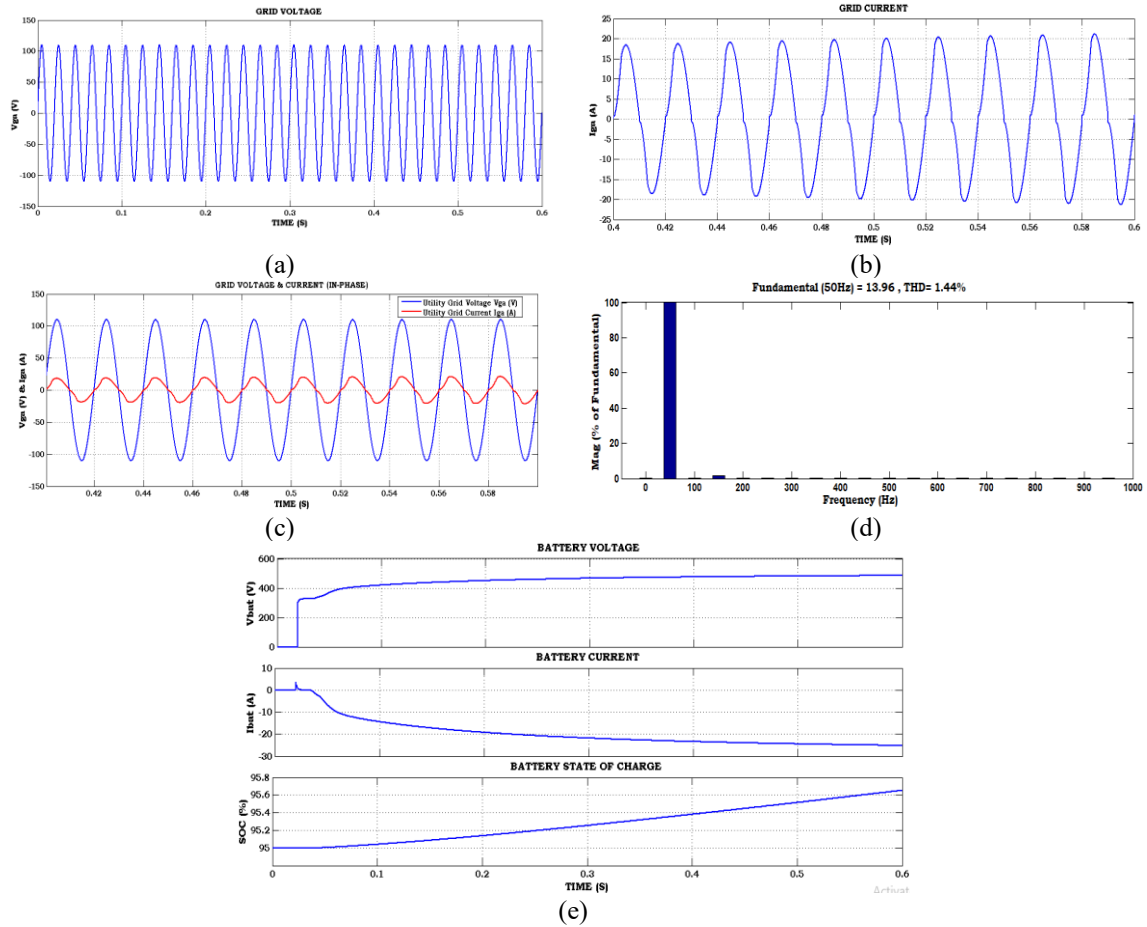 GRID VOLTAGE
150
100
50
0
-50
-100
-150
Vga (V)
0 0.1 0.2 0.3 0.4 0.5 0.6
TIME (S)
(a)
GRID CURRENT
25
20
15
10
5
0
-5
-10
-15
20
25
Iga (A)
0.4 0.42 0.44 0.46 0.48 0.5 0.52 0.54 0.56 0.58 0.6
TIME (S)
(b)
GRID VOLTAGE & CURRENT (IN-PHASE)
Utility Grid Voltage Vga (V)
Utility Grid Current Iga (A)
150
100
50
0
-50
-100
-150
Vga (V) & Iga (A)
0.42 0.44 0.46 0.48 0.5 0.52 0.54 0.56 0.58
TIME (S)
(c)
Fundamental (50Hz) = 13.96 , THD= 1.44%
100
80
60
40
20
0
Mag (% of Fundamental)
0 100 200 300 400 500 600 700 800 900 1000
Frequency (Hz)
(d)
BATTERY VOLTAGE
600
400
200
0
Vbat (V)
BATTERY CURRENT
10
0
-10
-20
-30
Ibat (A)
BATTERY STATE OF CHARGE
95.8
95.6
95.4
95.2
95
SOC (%)
0 0.1 0.2 0.3 0.4 0.5 0.6
TIME (S)
Activat
(e)